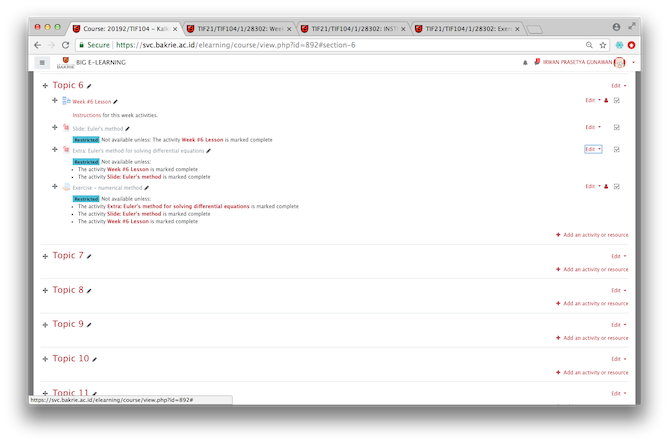 Course: 20192/TIF104 – Kalk
TIF21/TIF104/1/28302: Wee
TIF21/TIF104/1/28302: INST
TIF21/TIF104/1/28302: Exer
Secure https://svc.bakrie.ac.id/elearning/course/view.php?id=892#section-6
BAKRIE
BIG E-LEARNING
IRWAN PRASETYA GUNAWAN
Topic 6
Edit
Week #6 Lesson
Edit
Instructions for this week activities.
Slide: Euler's method
Edit
Restricted Not available unless: The activity Week #6 Lesson is marked complete
Extra: Euler's method for solving differential equations
Edit
Restricted Not available unless:
• The activity Week #6 Lesson is marked complete
• The activity Slide: Euler's method is marked complete
Exercise – numerical method
Edit
Restricted Not available unless:
• The activity Extra: Euler's method for solving differential equations is marked complete
• The activity Slide: Euler's method is marked complete
• The activity Week #6 Lesson is marked complete
+ Add an activity or resource
Topic 7
Edit
+ Add an activity or resource
Topic 8
Edit
+ Add an activity or resource
Topic 9
Edit
+ Add an activity or resource
Topic 10
Edit
+ Add an activity or resource
Topic 11
Edit
https://svc.bakrie.ac.id/elearning/course/view.php?id=892#